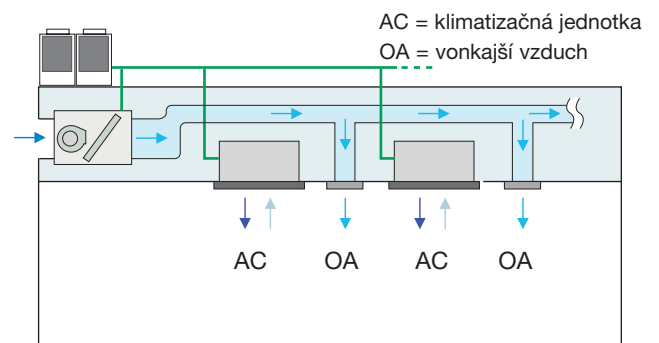 AC = klimatizačná jednotka
OA = vonkajší vzduch
AC OA AC OA